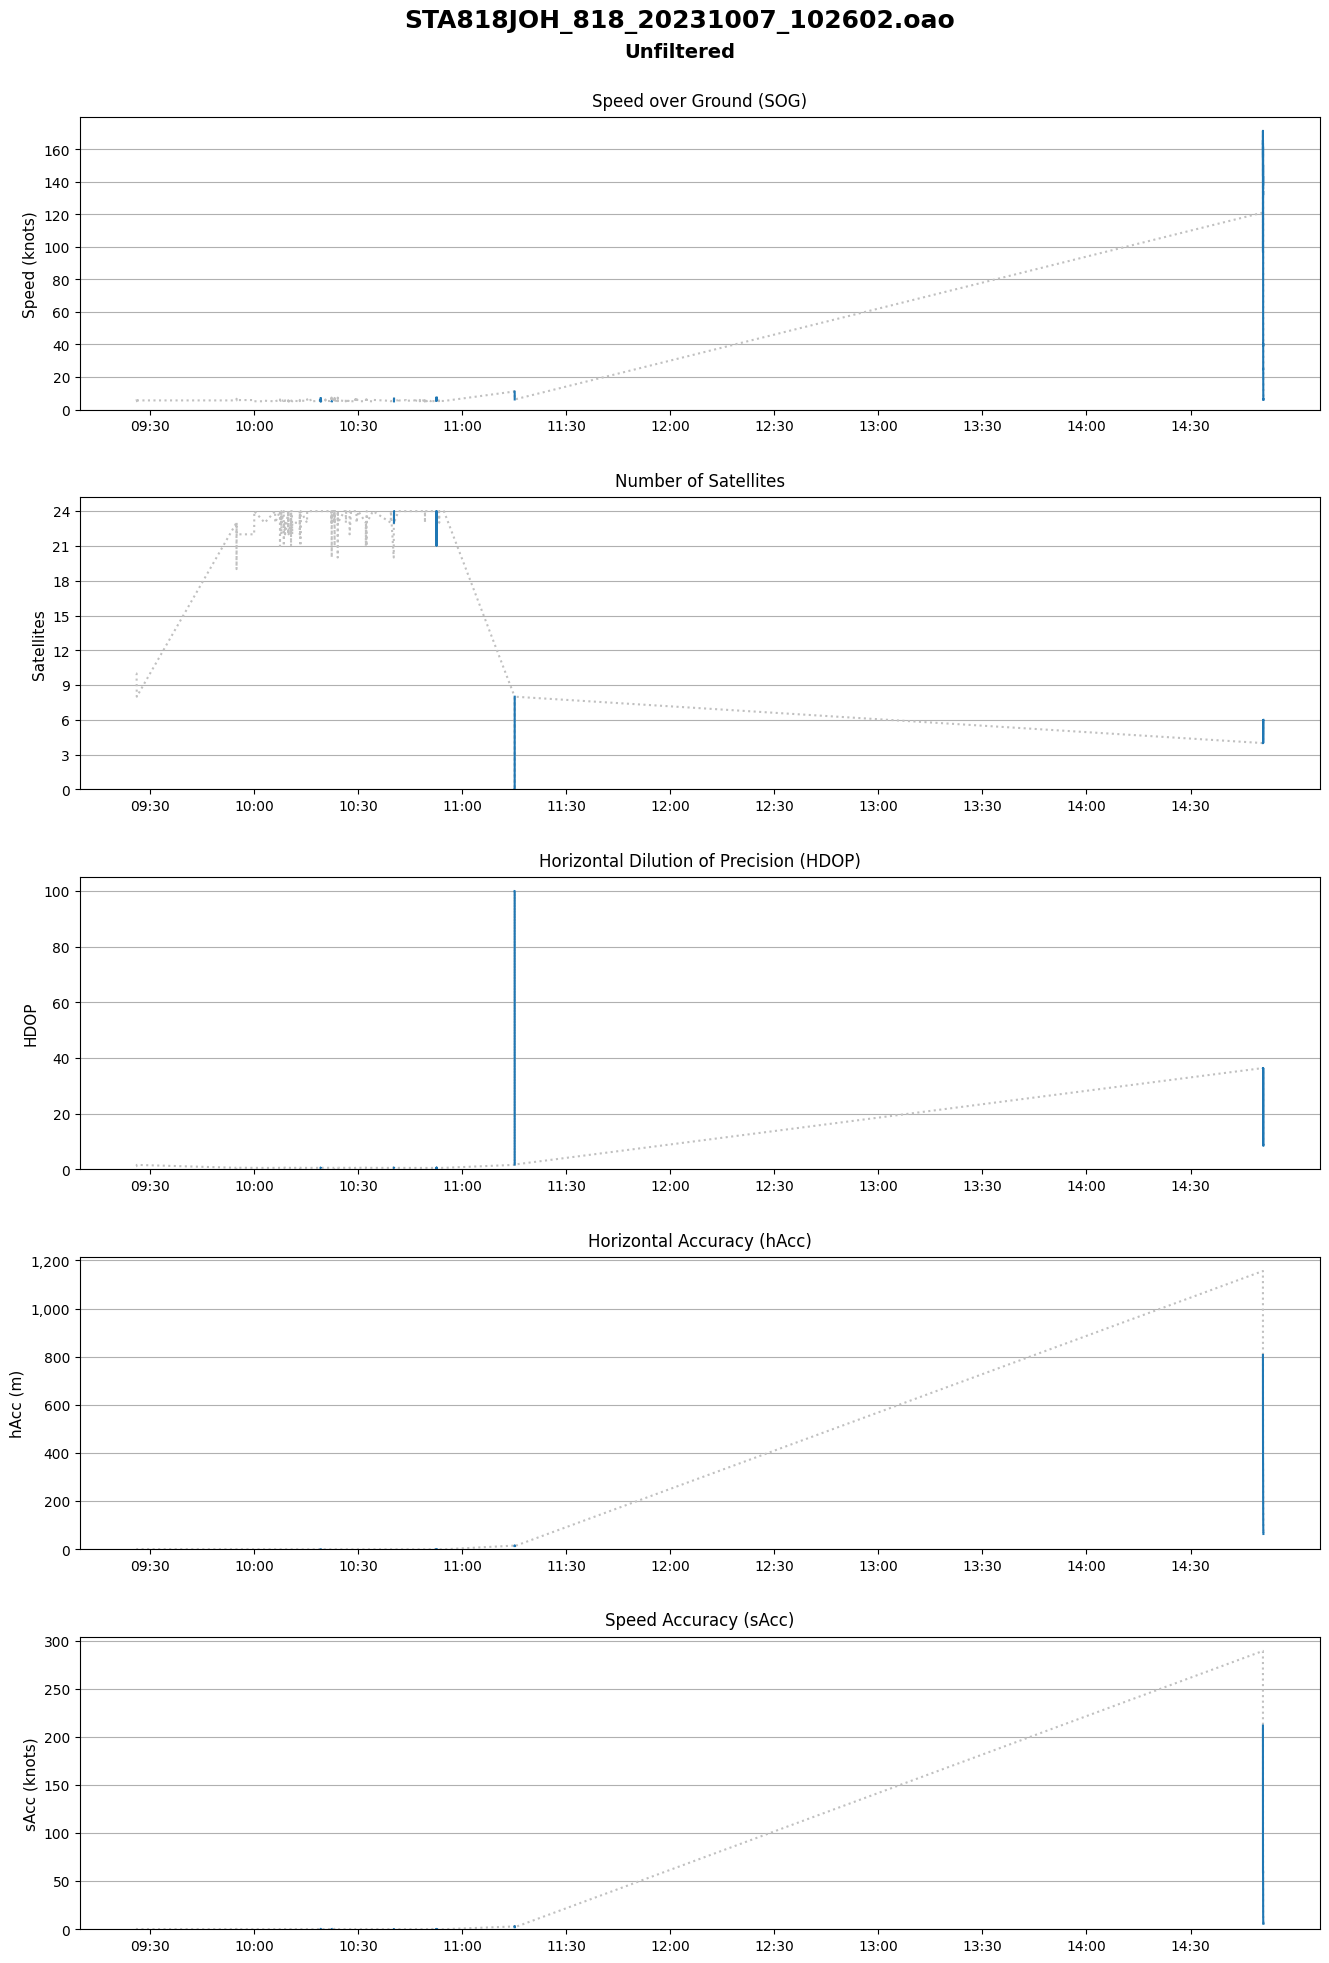 STA818JOH_818_20231007_102602.oao
Unfiltered
Speed over Ground (SOG)
Speed (knots)
160
140
120
100
80
60
40
20
0
09:30 10:00 10:30 11:00 11:30 12:00 12:30 13:00 13:30 14:00 14:30
Number of Satellites
Satellites
24
21
18
15
12
9
6
3
0
09:30 10:00 10:30 11:00 11:30 12:00 12:30 13:00 13:30 14:00 14:30
Horizontal Dilution of Precision (HDOP)
HDOP
100
80
60
40
20
0
09:30 10:00 10:30 11:00 11:30 12:00 12:30 13:00 13:30 14:00 14:30
Horizontal Accuracy (hAcc)
hAcc (m)
1,200
1,000
800
600
400
200
0
09:30 10:00 10:30 11:00 11:30 12:00 12:30 13:00 13:30 14:00 14:30
Speed Accuracy (sAcc)
sAcc (knots)
300
250
200
150
100
50
0
09:30 10:00 10:30 11:00 11:30 12:00 12:30 13:00 13:30 14:00 14:30